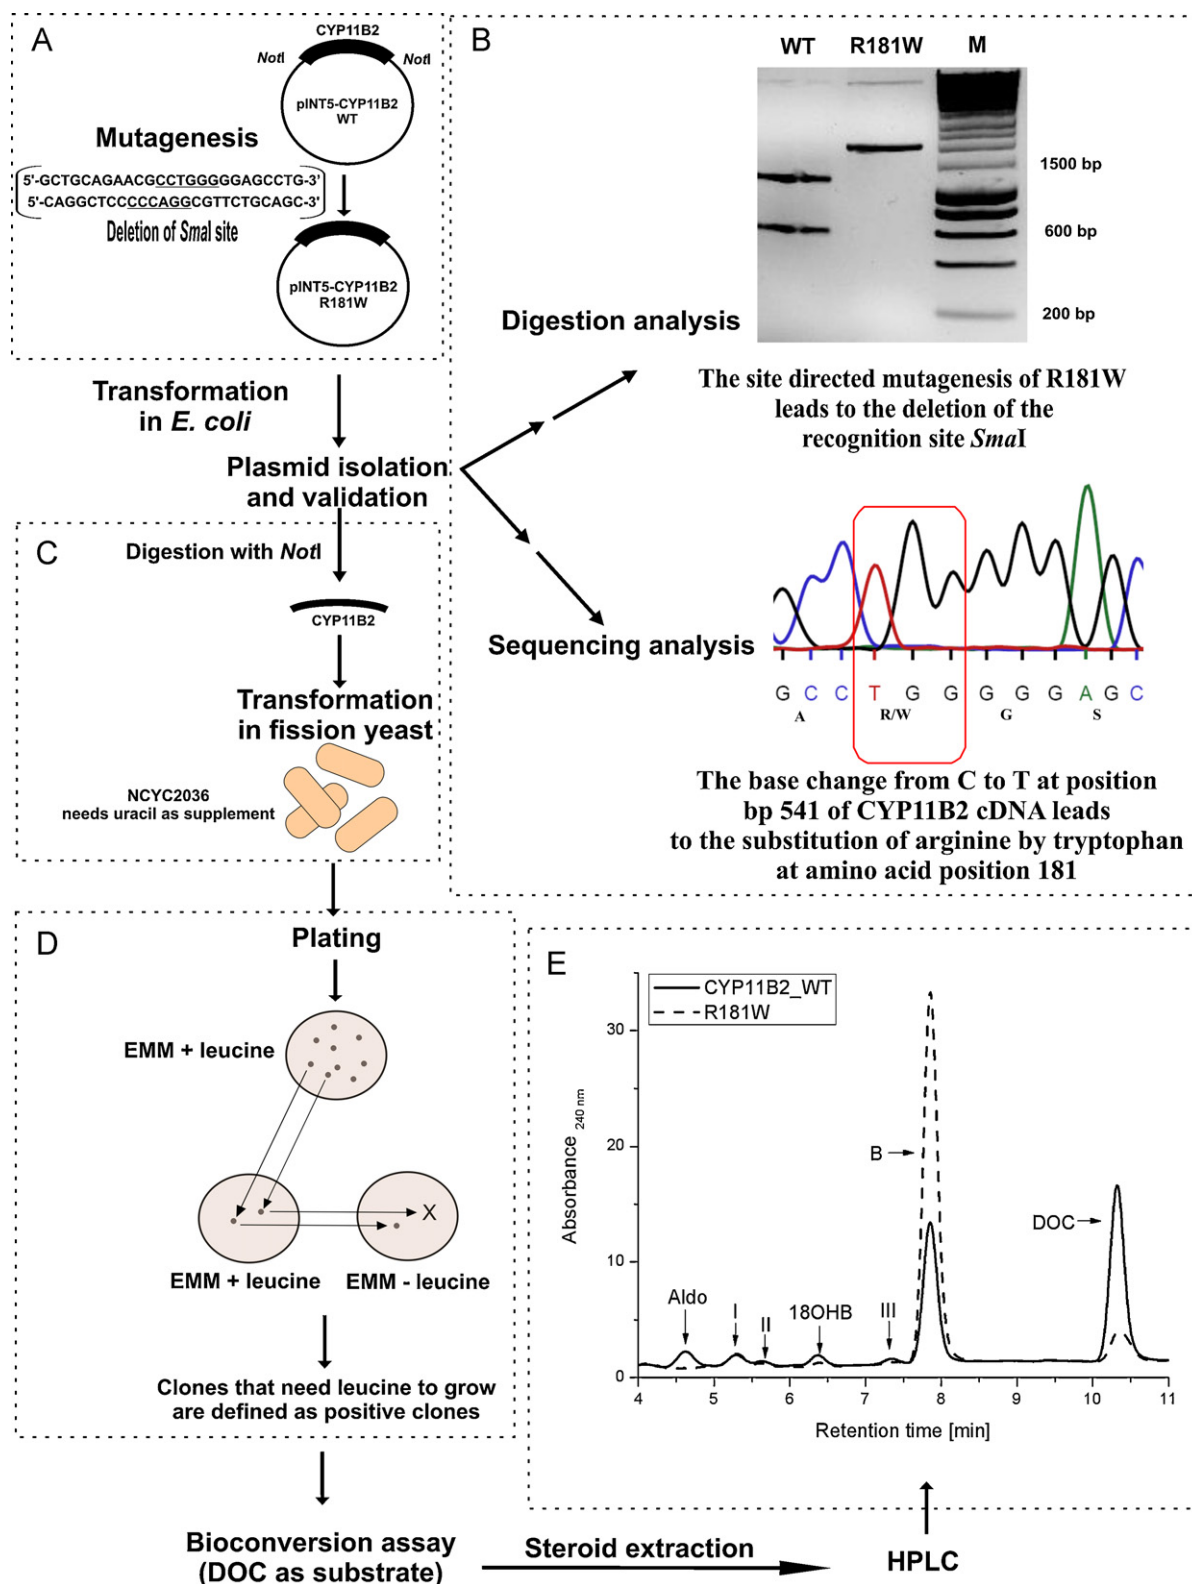 A
CYP11B2
NotI
NotI
pINT5-CYP11B2
WT
Mutagenesis
5'-GCTGCAGAACGCCTGGGGGAGCCTG-3'
5'-CAGGCTCCCCCAGGCGTTCTGCAGC-3'
Deletion of SmaI site
pINT5-CYP11B2
R181W
Transformation
in E. coli
Plasmid isolation
and validation
B
WT
R181W
M
1500 bp
600 bp
200 bp
Digestion analysis
The site directed mutagenesis of R181W
leads to the deletion of the
recognition site SmaI
Sequencing analysis
G C C T G G G G G A G C
A R/W G S
The base change from C to T at position
bp 541 of CYP11B2 cDNA leads
to the substitution of arginine by tryptophan
at amino acid position 181
C
Digestion with NotI
CYP11B2
Transformation
in fission yeast
NCYC2036
needs uracil as supplement
D
Plating
EMM + leucine
X
EMM + leucine
EMM - leucine
Clones that need leucine to grow
are defined as positive clones
Bioconversion assay
(DOC as substrate)
Steroid extraction
HPLC
E
CYP11B2_WT
R181W
30
20
10
0
Absorbance 240 nm
B
DOC
Aldo
I
II
18OHB
III
4 5 6 7 8 9 10 11
Retention time [min]